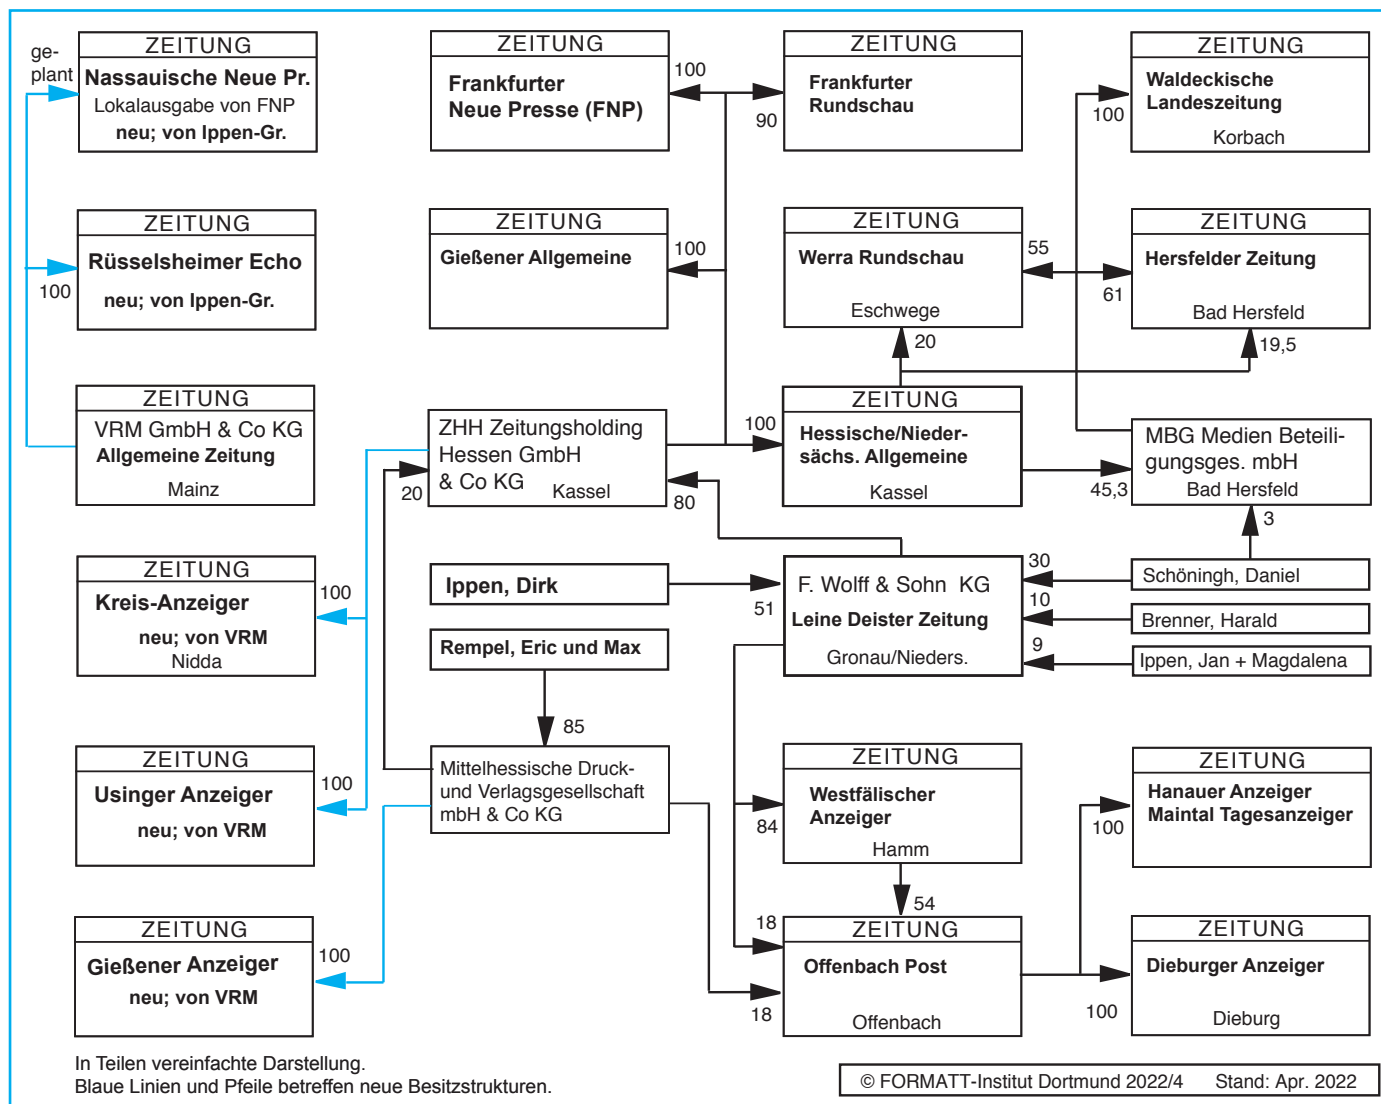 ge-
plant
ZEITUNG
Nassauische Neue Pr.
Lokalausgabe von FNP
neu; von Ippen-Gr.
ZEITUNG
Frankfurter
Neue Presse (FNP)
100
90
ZEITUNG
Frankfurter
Rundschau
100
ZEITUNG
Waldeckische
Landeszeitung
Korbach
100
ZEITUNG
Rüsselsheimer Echo
neu; von Ippen-Gr.
ZEITUNG
Gießener Allgemeine
100
ZEITUNG
Werra Rundschau
Eschwege
55
61
ZEITUNG
Hersfelder Zeitung
Bad Hersfeld
20
19,5
ZEITUNG
VRM GmbH & Co KG
Allgemeine Zeitung
Mainz
20
ZHH Zeitungsholding
Hessen GmbH
& Co KG
Kassel
80
100
ZEITUNG
Hessische/Nieder-
sächs. Allgemeine
Kassel
45,3
MBG Medien Beteili-
gungsges. mbH
Bad Hersfeld
3
ZEITUNG
Kreis-Anzeiger
neu; von VRM
Nidda
100
Ippen, Dirk
51
Rempel, Eric und Max
85
F. Wolff & Sohn KG
Leine Deister Zeitung
Gronau/Nieders.
30
Schöningh, Daniel
10
Brenner, Harald
9
Ippen, Jan + Magdalena
ZEITUNG
Usinger Anzeiger
neu; von VRM
100
Mittelhessische Druck-
und Verlagsgesellschaft
mbH & Co KG
84
ZEITUNG
Westfälischer
Anzeiger
Hamm
54
100
ZEITUNG
Hanauer Anzeiger
Maintal Tagesanzeiger
ZEITUNG
Gießener Anzeiger
neu; von VRM
100
18
18
ZEITUNG
Offenbach Post
Offenbach
100
ZEITUNG
Dieburger Anzeiger
Dieburg
In Teilen vereinfachte Darstellung.
Blaue Linien und Pfeile betreffen neue Besitzstrukturen.
© FORMATT-Institut Dortmund 2022/4 Stand: Apr. 2022